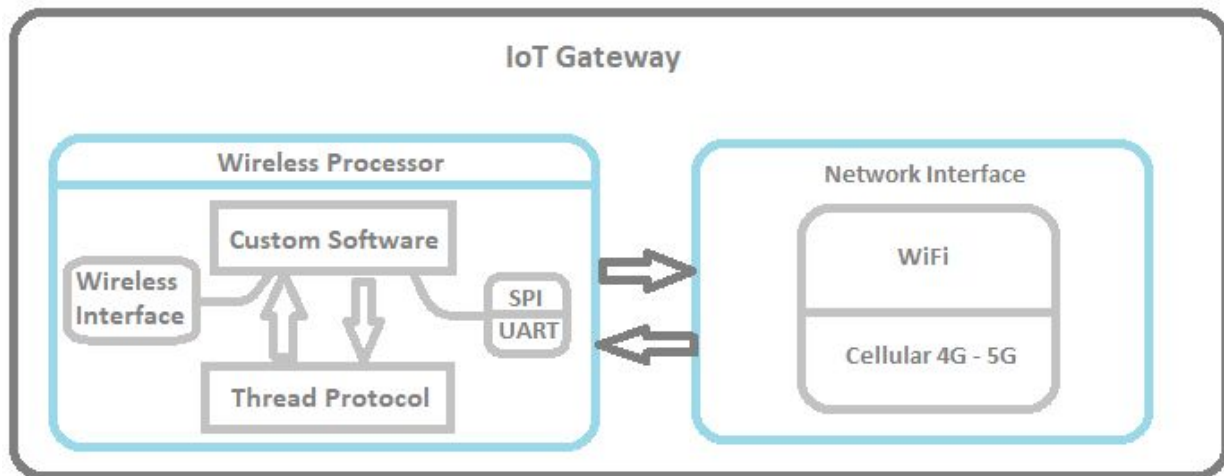 IoT Gateway
Wireless Processor
Custom Software
Wireless
Interface
SPI
UART
Thread Protocol
Network Interface
WiFi
Cellular 4G - 5G